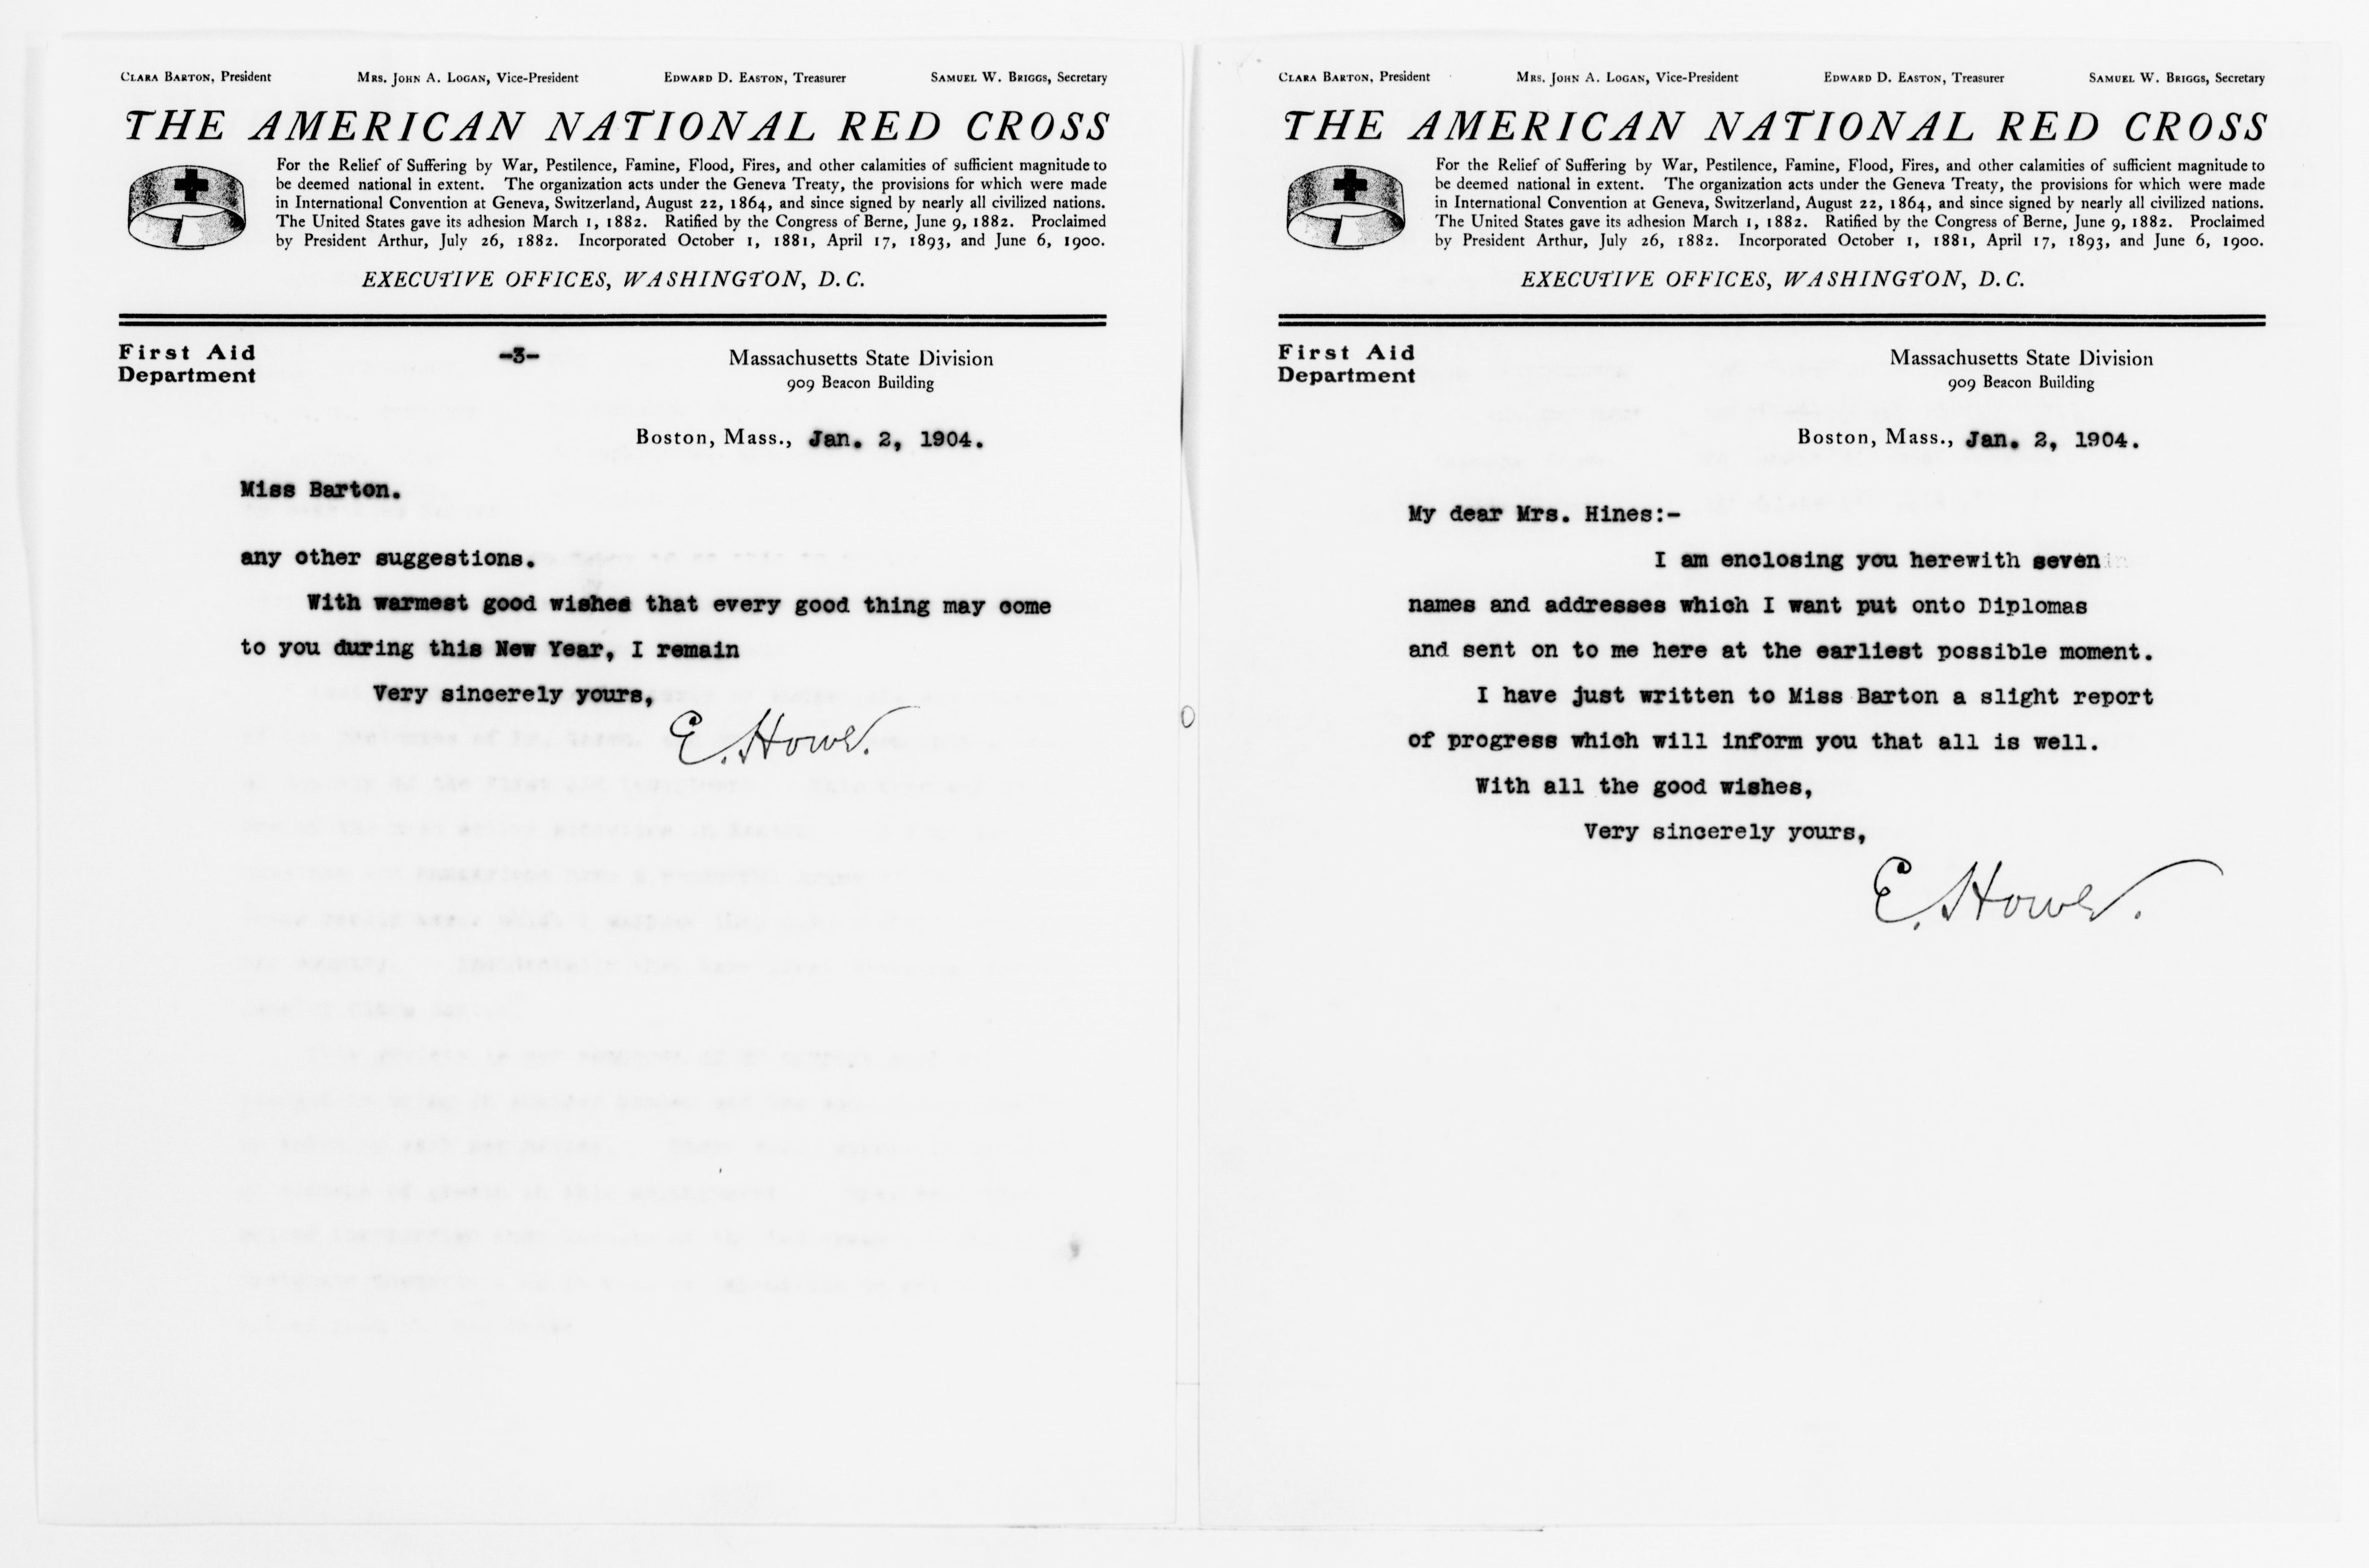 CLARA BARTON, President MRS. JOHN A. LOGAN, Vice-President EDWARD D. EASTON, Treasurer SAMUEL W. BRIGGS, Secretary
THE AMERICAN NATIONAL RED CROSS
For the Relief of Suffering by War, Pestilence, Famine, Flood, Fires, and other calamities of sufficient magnitude to
be deemed national in extent. The organization acts under the Geneva Treaty, the provisions for which were made
in International Convention at Geneva, Switzerland, August 22, 1864, and since signed by nearly all civilized nations.
The United States gave its adhesion March 1, 1882. Ratified by the Congress of Berne, June 9, 1882. Proclaimed
by President Arthur, July 26, 1882. Incorporated October 1, 1881, April 17, 1893, and June 6, 1900.
EXECUTIVE OFFICES, WASHINGTON, D.C.
First Aid
Department
-3-
Massachusetts State Division
909 Beacon Building
Boston, Mass., Jan. 2, 1904.
Miss Barton.
any other suggestions.
With warmest good wishes that every good thing may come
to you during this New Year, I remain
Very sincerely yours,
E. Howe.
CLARA BARTON, President MRS. JOHN A. LOGAN, Vice-President EDWARD D. EASTON, Treasurer SAMUEL W. BRIGGS, Secretary
THE AMERICAN NATIONAL RED CROSS
For the Relief of Suffering by War, Pestilence, Famine, Flood, Fires, and other calamities of sufficient magnitude to
be deemed national in extent. The organization acts under the Geneva Treaty, the provisions for which were made
in International Convention at Geneva, Switzerland, August 22, 1864, and since signed by nearly all civilized nations.
The United States gave its adhesion March 1, 1882. Ratified by the Congress of Berne, June 9, 1882. Proclaimed
by President Arthur, July 26, 1882. Incorporated October 1, 1881, April 17, 1893, and June 6, 1900.
EXECUTIVE OFFICES, WASHINGTON, D.C.
First Aid
Department
Massachusetts State Division
909 Beacon Building
Boston, Mass., Jan. 2, 1904.
My dear Mrs. Hines:-
I am enclosing you herewith seven
names and addresses which I want put onto Diplomas
and sent on to me here at the earliest possible moment.
I have just written to Miss Barton a slight report
of progress which will inform you that all is well.
With all the good wishes,
Very sincerely yours,
E. Howe.